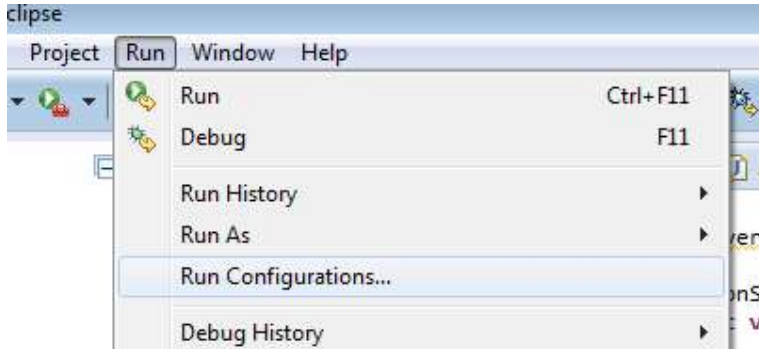 clipse
Project Run Window Help
Run Ctrl+F11
Debug F11
Run History
Run As
Run Configurations...
Debug History